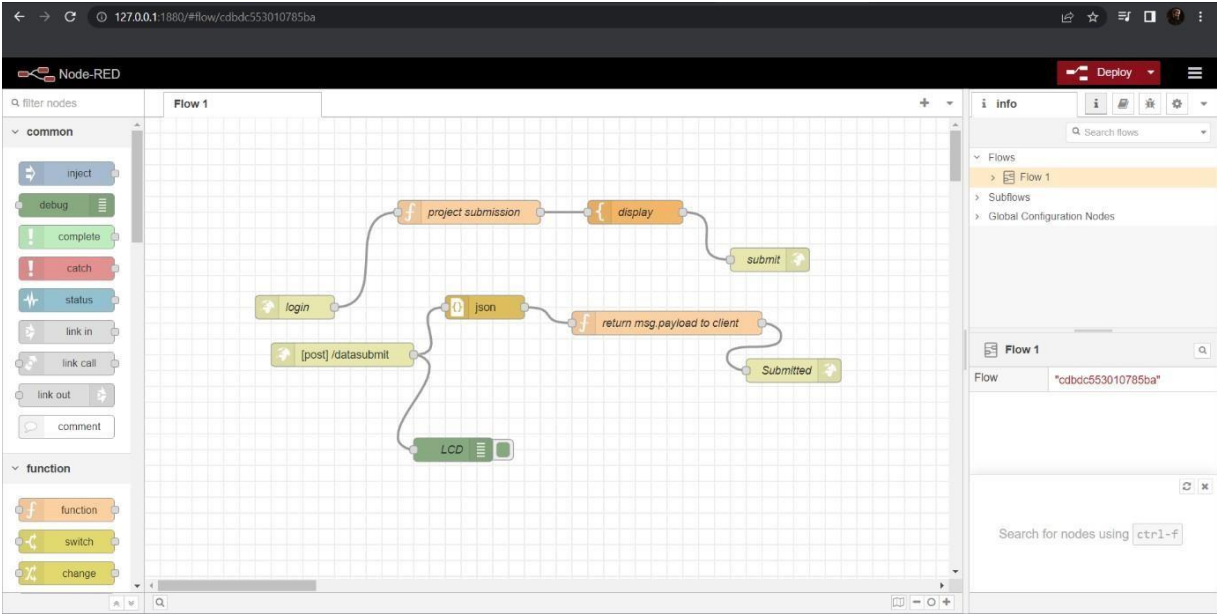 127.0.0.1:1880/#flow/cdbdc553010785ba
Node-RED
Deploy
filter nodes
Flow 1
i info
i
Search flows
common
inject
debug
complete
catch
status
link in
link call
link out
comment
function
function
switch
change
project submission
display
submit
login
json
return msg.payload to client
[post] /datasubmit
Submitted
LCD
Flows
Flow 1
Subflows
Global Configuration Nodes
Flow 1
Flow "cdbdc553010785ba"
Search for nodes using ctrl-f